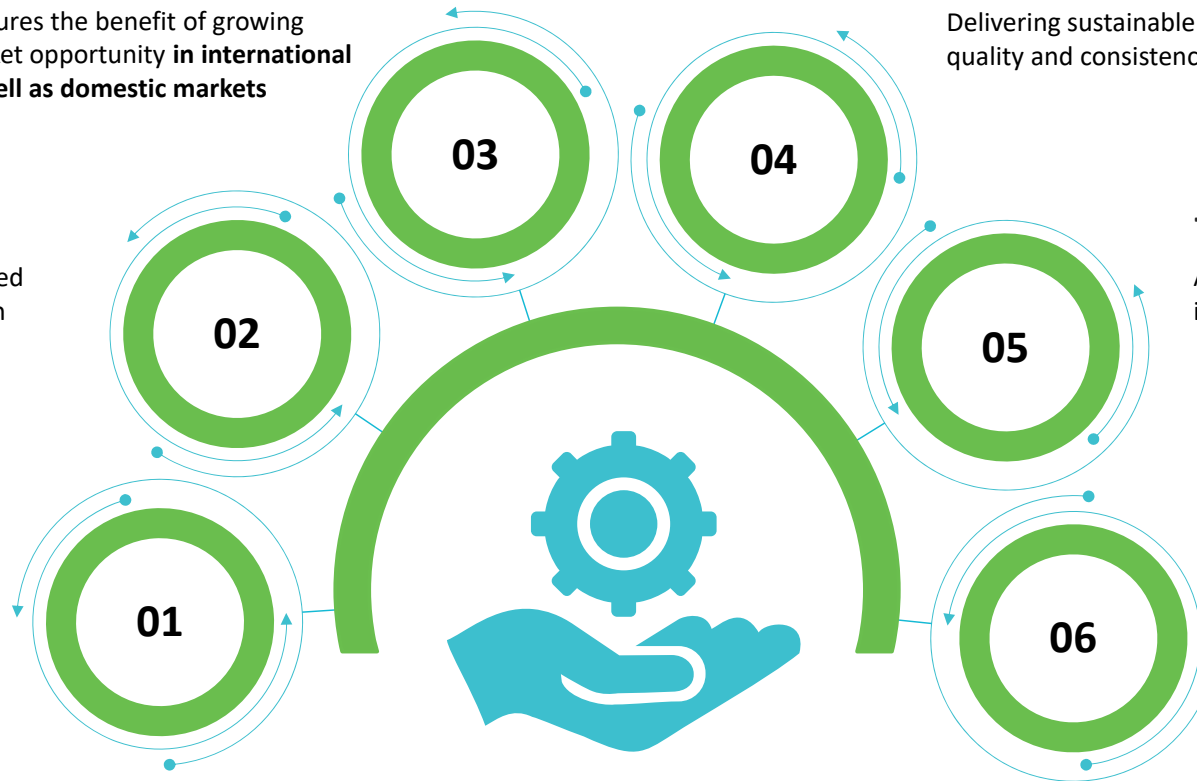 ures the benefit of growing
et opportunity in international
ell as domestic markets
Delivering sustainable
quality and consistenc
03
04
ed
02
05
01
06